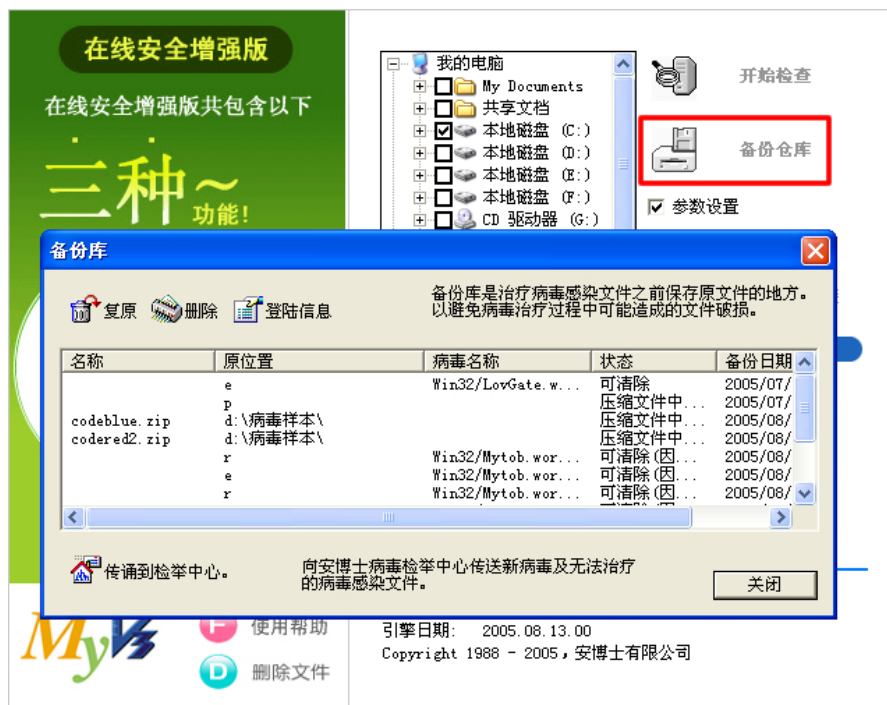 在线安全增强版
在线安全增强版共包含以下
三种~
功能!
我的电脑
My Documents
共享文档
本地磁盘 (C:)
本地磁盘 (D:)
本地磁盘 (E:)
本地磁盘 (F:)
CD 驱动器 (G:)
开始检查
备份仓库
参数设置
备份库
复原 删除 登陆信息
备份库是治疗病毒感染文件之前保存原文件的地方。
以避免病毒治疗过程中可能造成的文件破损。
名称 原位置 病毒名称 状态 备份日期
e Win32/LovGate.w... 可清除 2005/07/
p 压缩文件中... 2005/07/
codeblue.zip d:\病毒样本\ 压缩文件中... 2005/08/
codered2.zip d:\病毒样本\ 压缩文件中... 2005/08/
r Win32/Mytob.wor... 可清除(因... 2005/08/
e Win32/Mytob.wor... 可清除(因... 2005/08/
r Win32/Mytob.wor... 可清除(因... 2005/08/
传诵到检举中心。
向安博士病毒检举中心传送新病毒及无法治疗
的病毒感染文件。
关闭
MyV3
F 使用帮助
D 删除文件
引擎日期: 2005.08.13.00
Copyright 1988 - 2005,安博士有限公司